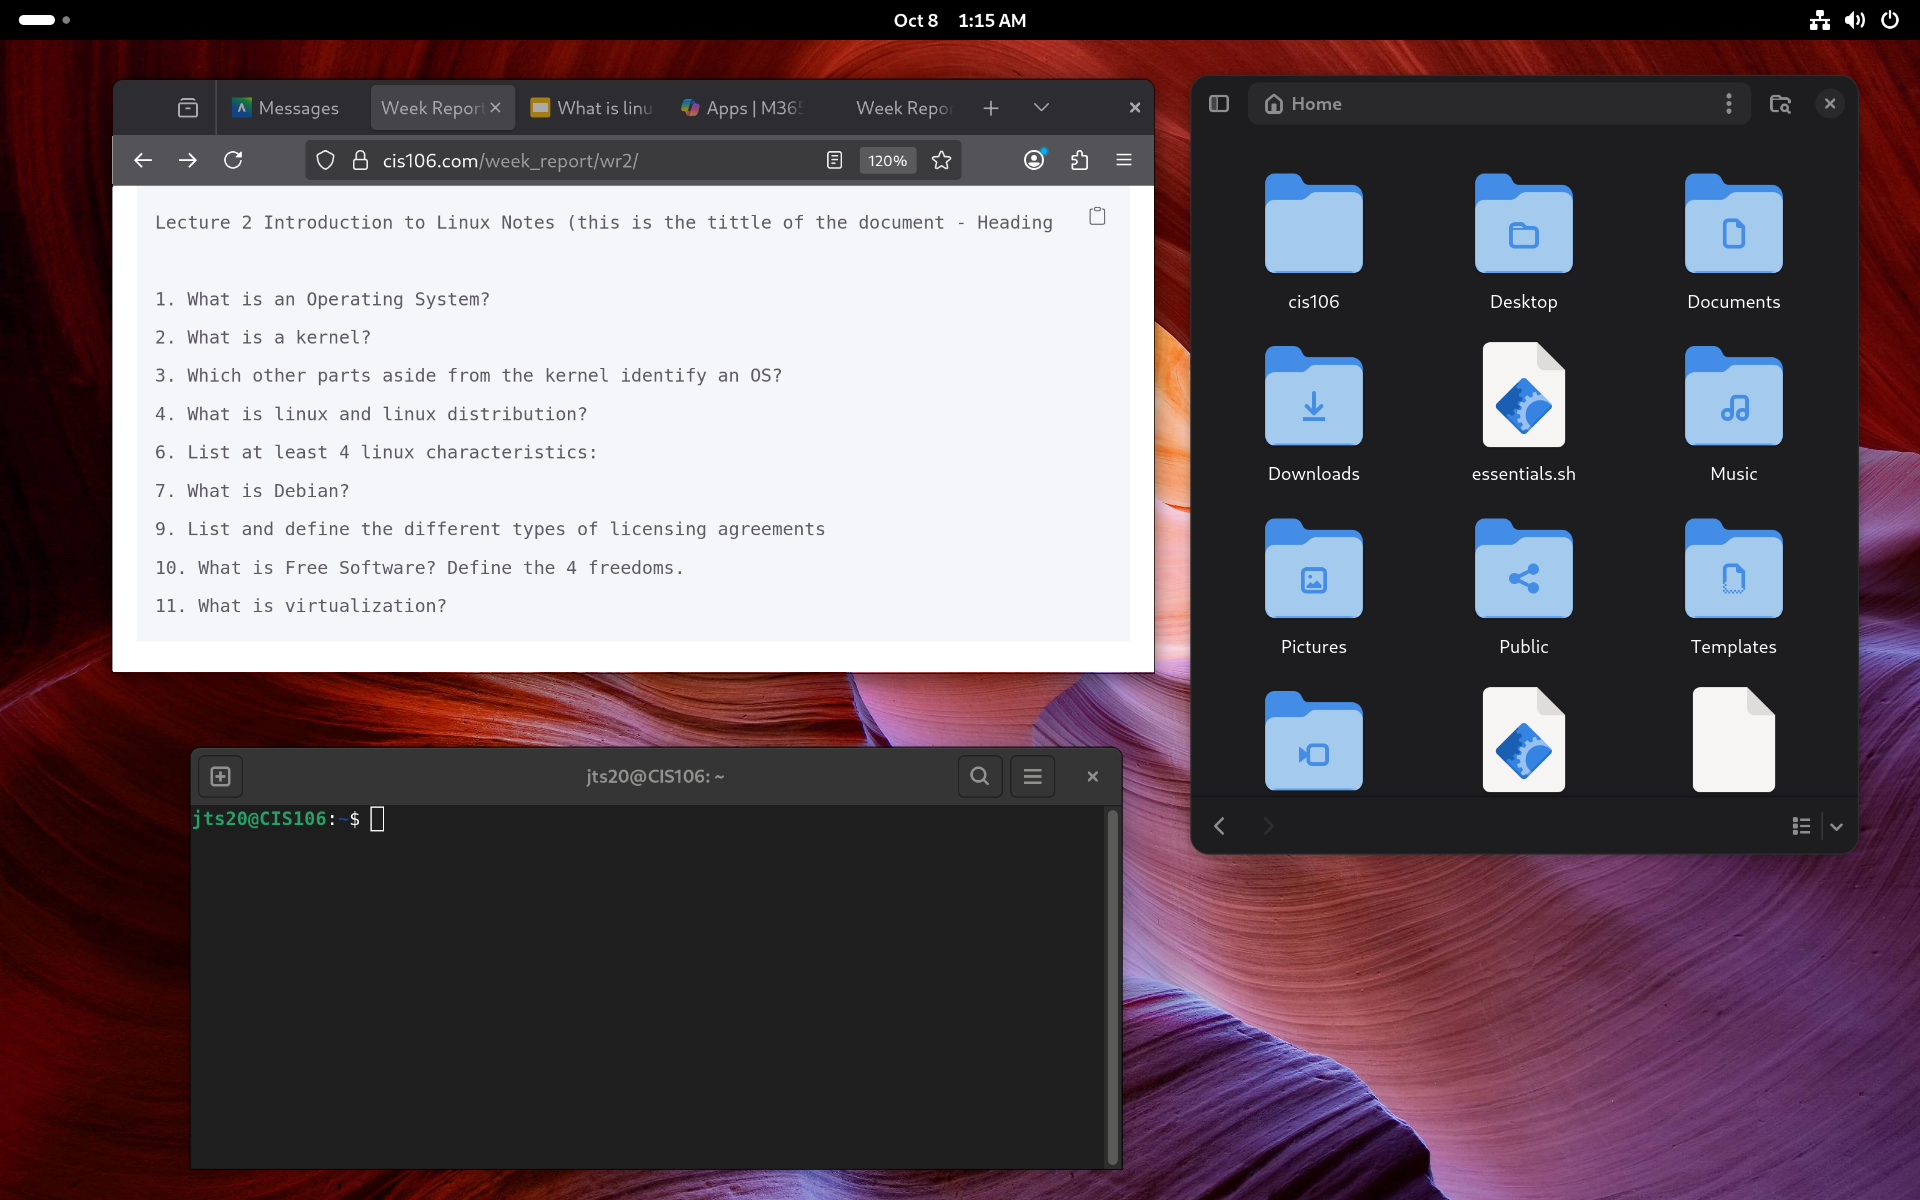 Oct 8 1:15 AM
Messages
Week Report
What is linu
Apps | M365
Week Repo
cis106.com/week_report/wr2/
120%
Lecture 2 Introduction to Linux Notes (this is the tittle of the document - Heading
1. What is an Operating System?
2. What is a kernel?
3. Which other parts aside from the kernel identify an OS?
4. What is linux and linux distribution?
6. List at least 4 linux characteristics:
7. What is Debian?
9. List and define the different types of licensing agreements
10. What is Free Software? Define the 4 freedoms.
11. What is virtualization?
Home
cis106
Desktop
Documents
Downloads
essentials.sh
Music
Pictures
Public
Templates
jts20@CIS106: ~
jts20@CIS106:~$